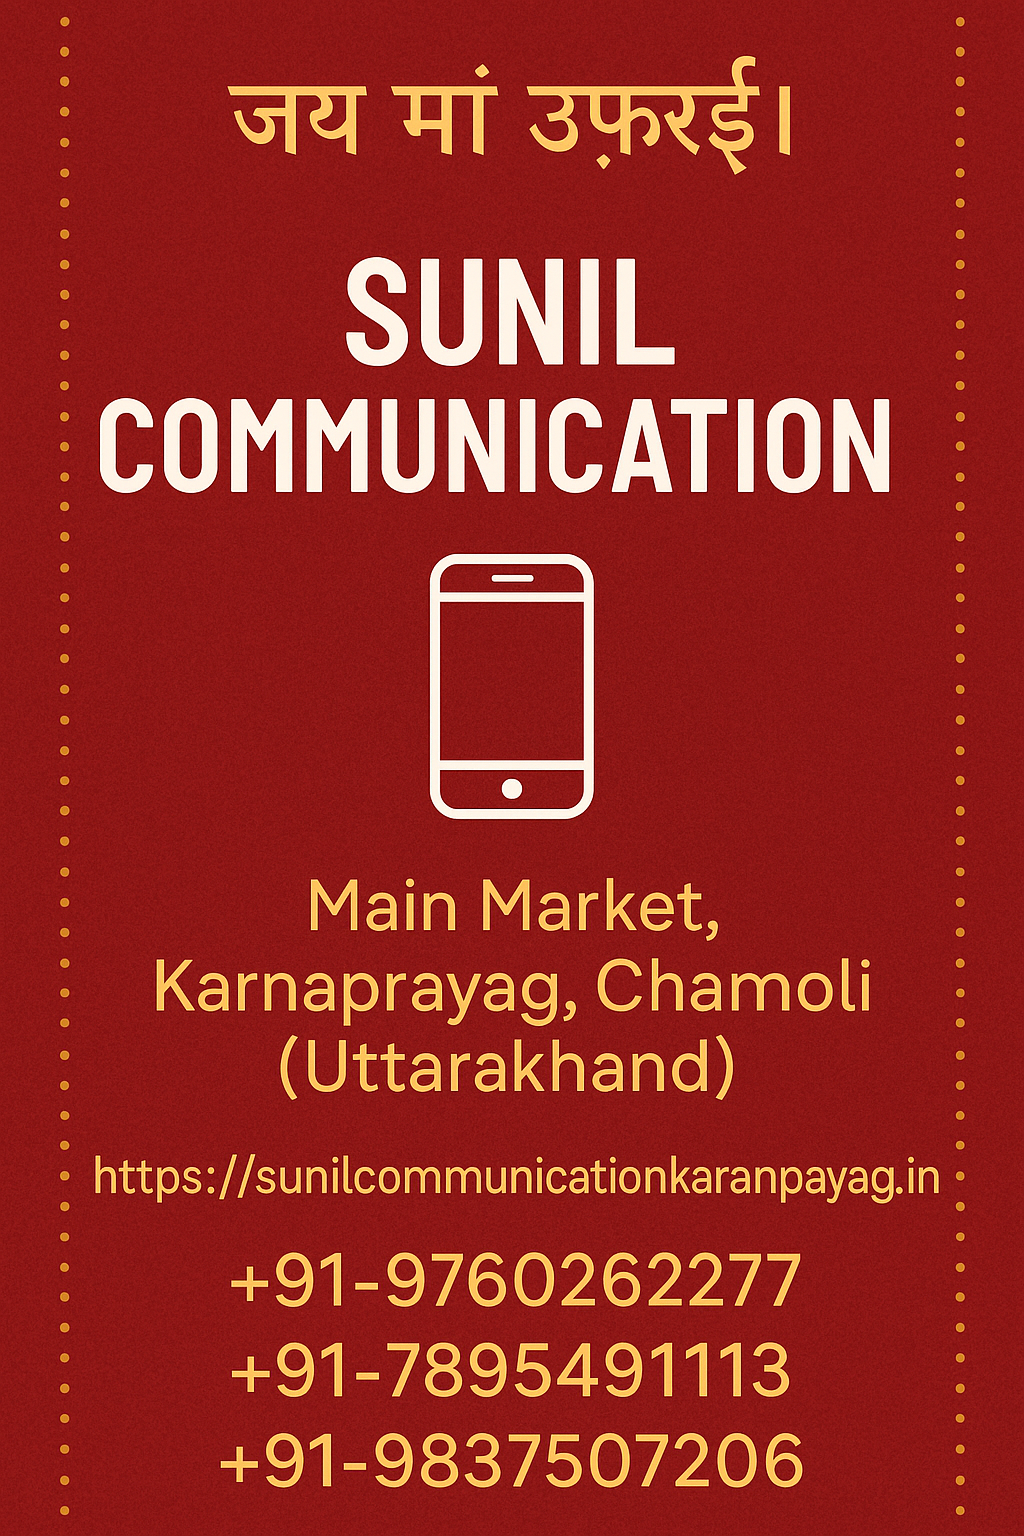 जय मां उफ़रई।
SUNIL
COMMUNICATION
Main Market,
Karnaprayag, Chamoli
(Uttarakhand)
https://sunilcommunicationkaranpayag.in
+91-9760262277
+91-7895491113
+91-9837507206